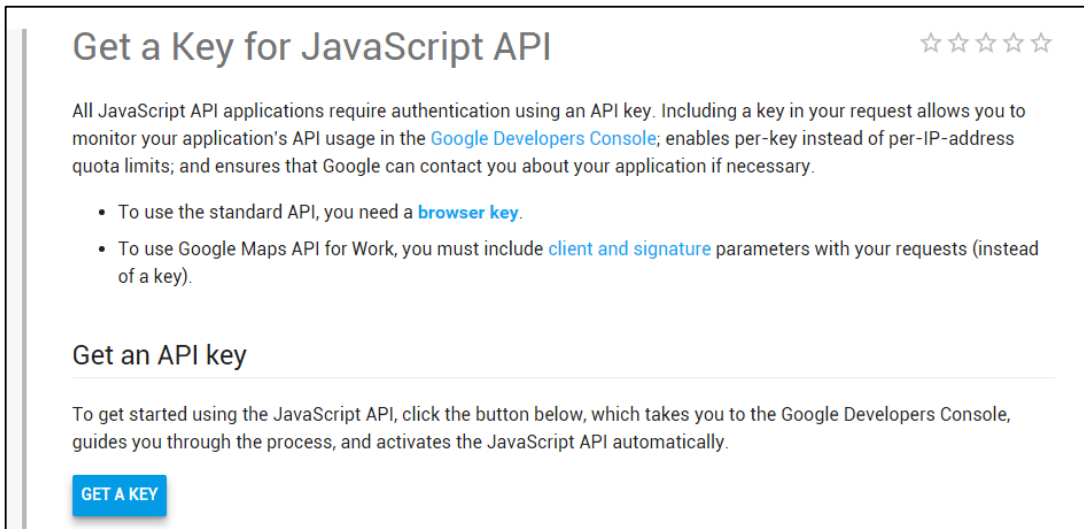 Get a Key for JavaScript API
All JavaScript API applications require authentication using an API key. Including a key in your request allows you to
monitor your application's API usage in the Google Developers Console; enables per-key instead of per-IP-address
quota limits; and ensures that Google can contact you about your application if necessary.
• To use the standard API, you need a browser key.
• To use Google Maps API for Work, you must include client and signature parameters with your requests (instead
of a key).
Get an API key
To get started using the JavaScript API, click the button below, which takes you to the Google Developers Console,
guides you through the process, and activates the JavaScript API automatically.
GET A KEY